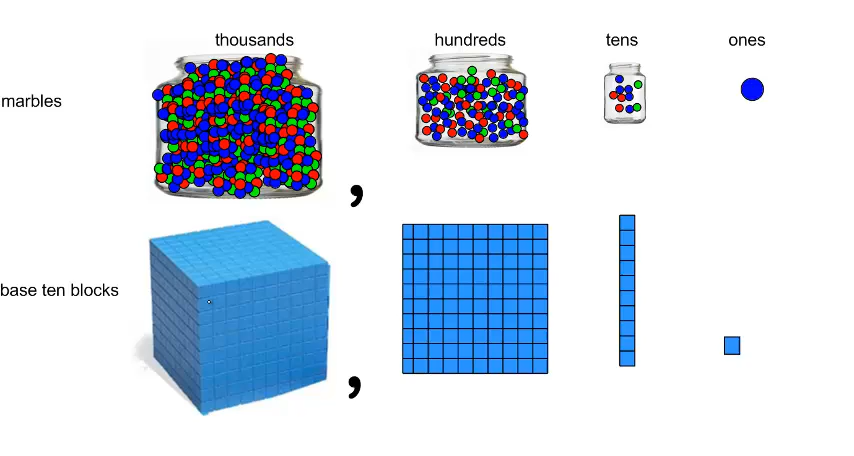 thousands hundreds tens ones
marbles
,
base ten blocks
,